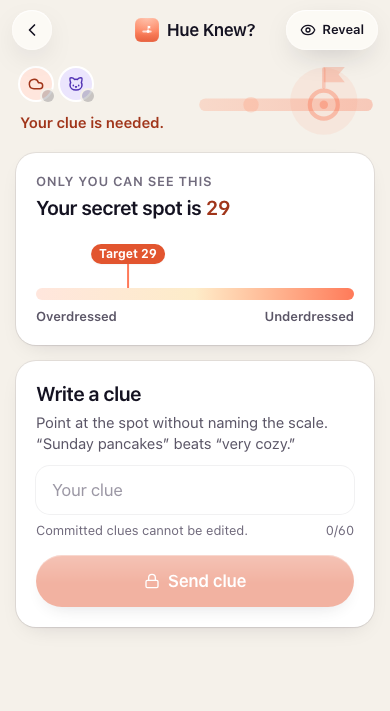 Hue Knew?
Reveal
Your clue is needed.
ONLY YOU CAN SEE THIS
Your secret spot is 29
Target 29
Overdressed
Underdressed
Write a clue
Point at the spot without naming the scale.
“Sunday pancakes” beats “very cozy.”
Your clue
Committed clues cannot be edited.
0/60
Send clue